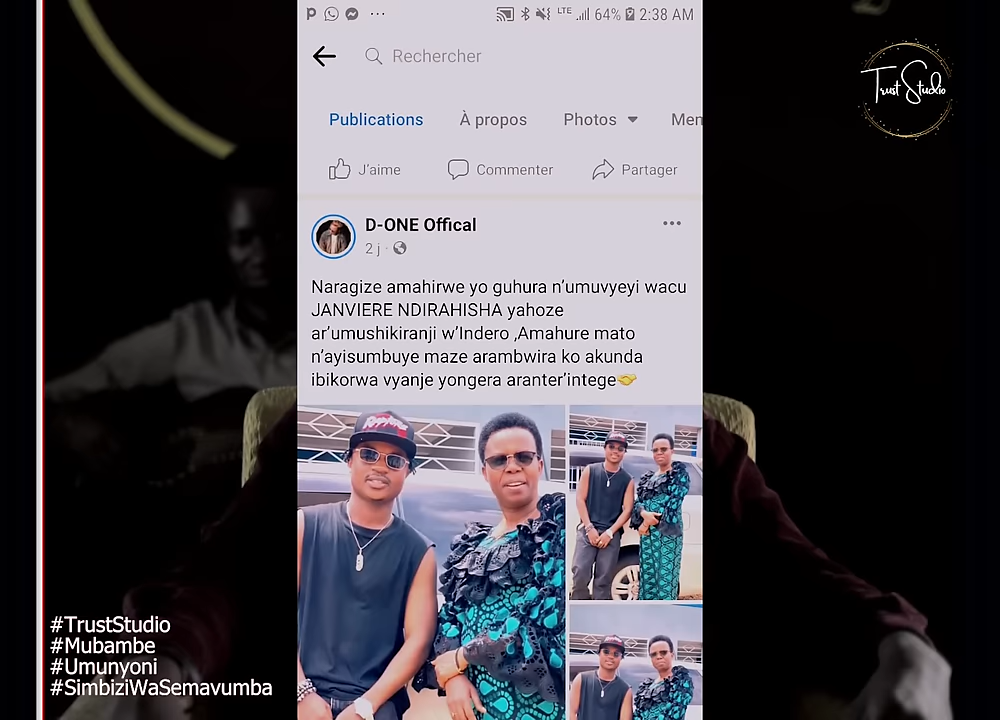 LTE 64% 2:38 AM
Rechercher
Publications À propos Photos Men
J'aime Commenter Partager
D-ONE Offical
2 j
Naragize amahirwe yo guhura n'umuvyeyi wacu
JANVIERE NDIRAHISHA yahoze
ar'umushikiranji w'Indero ,Amahure mato
n'ayisumbuye maze arambwira ko akunda
ibikorwa vyanje yongera aranter'intege
Trust Studio
#TrustStudio
#Mubambe
#Umunyoni
#SimbiziWaSemavumba